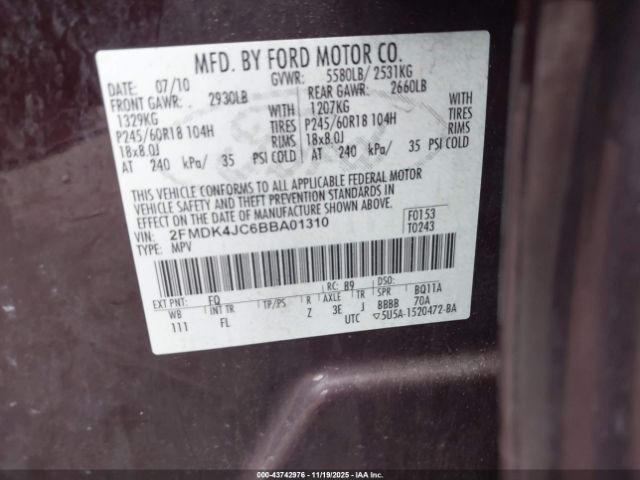 MFD. BY FORD MOTOR CO.
DATE: 07/10 GVWR: 5580LB/ 2531KG
FRONT GAWR: 2930LB REAR GAWR: 2660LB
1329KG WITH 1207KG WITH
P245/60R18 104H TIRES P245/60R18 104H TIRES
18x8.0J RIMS 18x8.0J RIMS
AT 240 kPa/ 35 PSI COLD AT 240 kPa/ 35 PSI COLD
THIS VEHICLE CONFORMS TO ALL APPLICABLE FEDERAL MOTOR
VEHICLE SAFETY AND THEFT PREVENTION STANDARDS IN
EFFECT ON THE DATE OF MANUFACTURE SHOWN ABOVE.
VIN: 2FMDK4JC6BBA01310 F0153
TYPE: MPV T0243
RC: 89 DSO:
EXT PNT: FQ R AXLE TR SPR BQ11A
WB INT TR TP/PS Z 3E J BBBB 70A
111 FL UTC ▽5U5A-1520472-BA
000-43742976 - 11/19/2025 - IAA Inc.